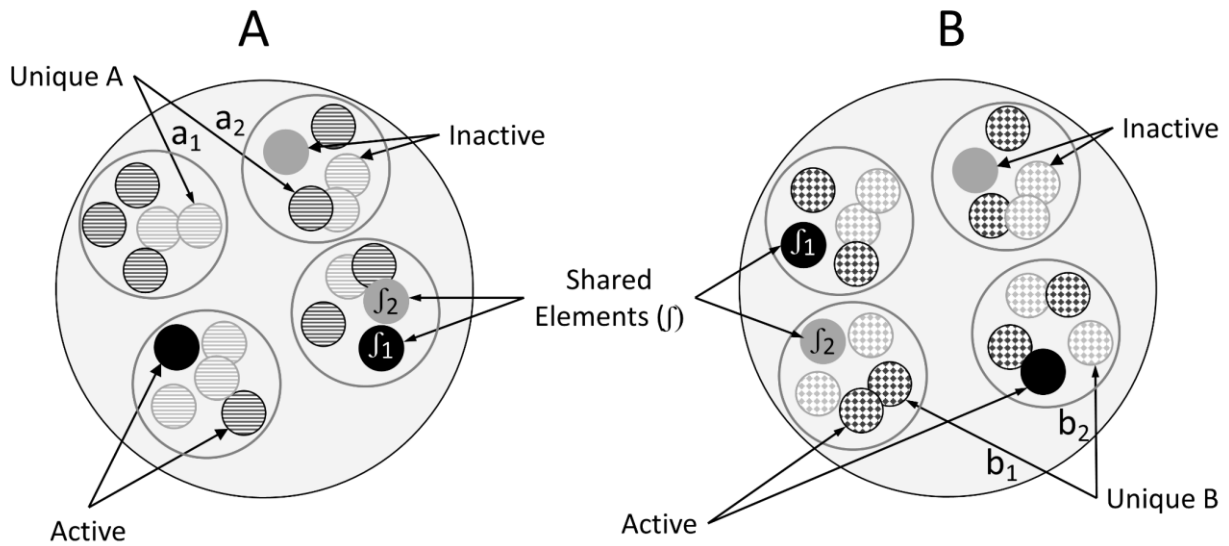 A
B
Unique A
a₁
a₂
Inactive
Inactive
Shared
Elements (∫)
∫₁
∫₂
∫₂
∫₁
b₂
b₁
Active
Active
Unique B